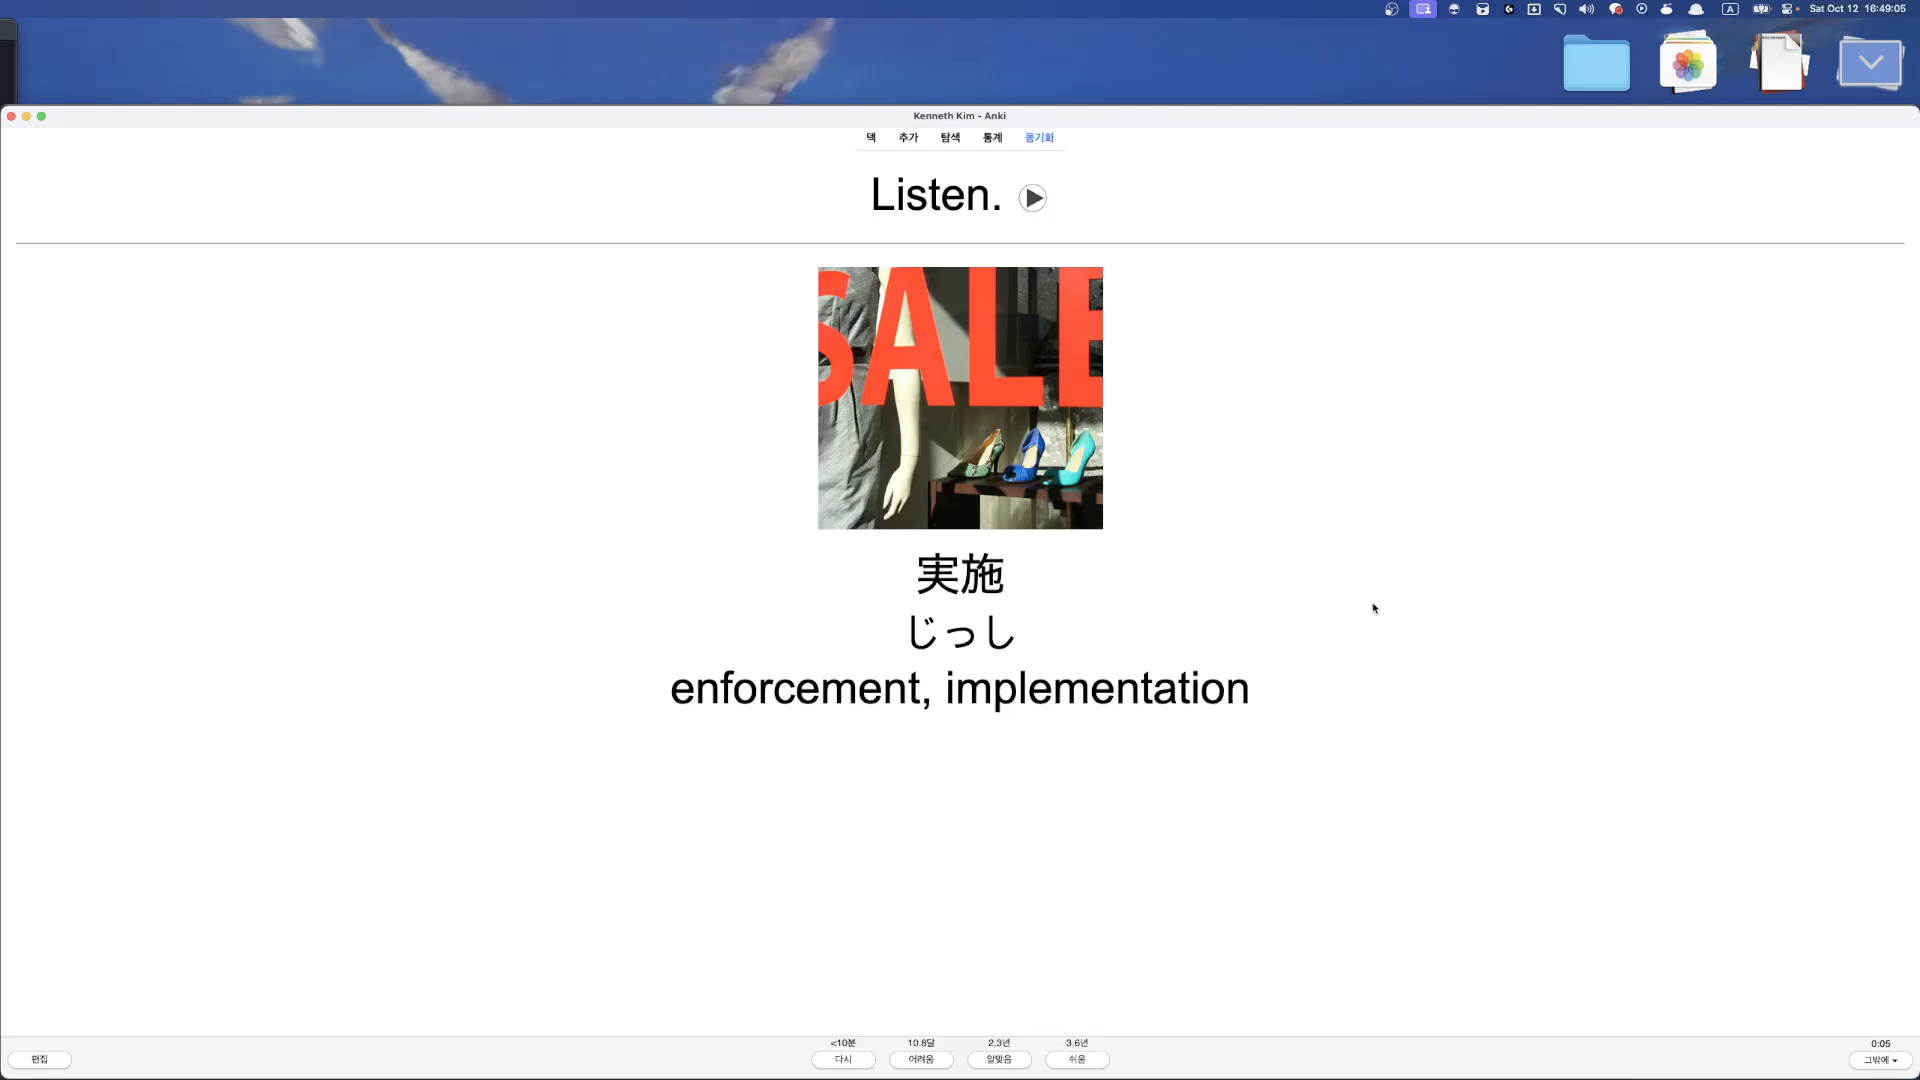 Sat Oct 12 16:49:05
Kenneth Kim - Anki
덱 추가 탐색 통계 동기화
Listen.
SALE
実施
じっし
enforcement, implementation
<10분 10.8달 2.3년 3.6년 0:05
편집 다시 어려움 알맞음 쉬움 그밖에